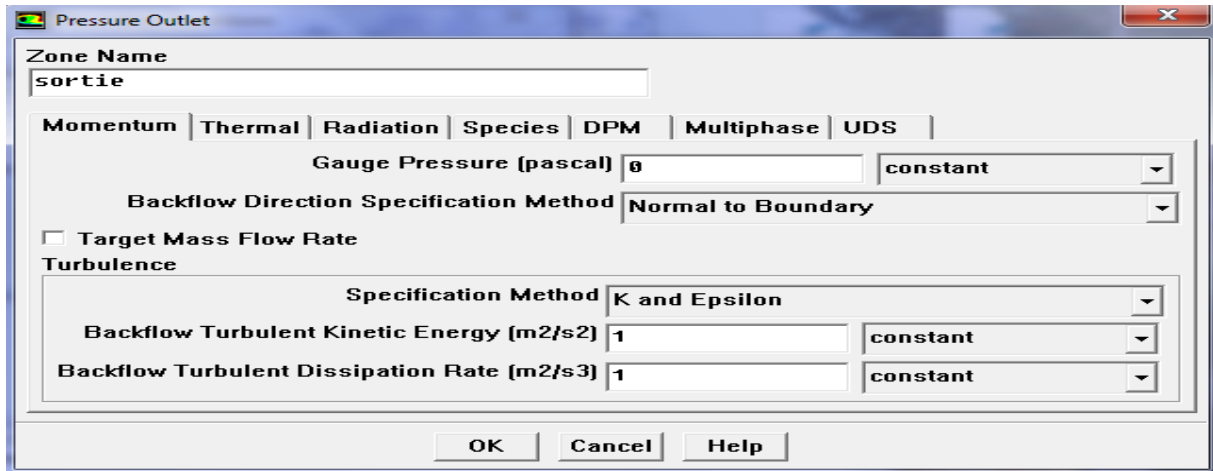 Pressure Outlet
Zone Name
sortie
Momentum Thermal Radiation Species DPM Multiphase UDS
Gauge Pressure (pascal) 0 constant
Backflow Direction Specification Method Normal to Boundary
Target Mass Flow Rate
Turbulence
Specification Method K and Epsilon
Backflow Turbulent Kinetic Energy (m2/s2) 1 constant
Backflow Turbulent Dissipation Rate (m2/s3) 1 constant
OK Cancel Help